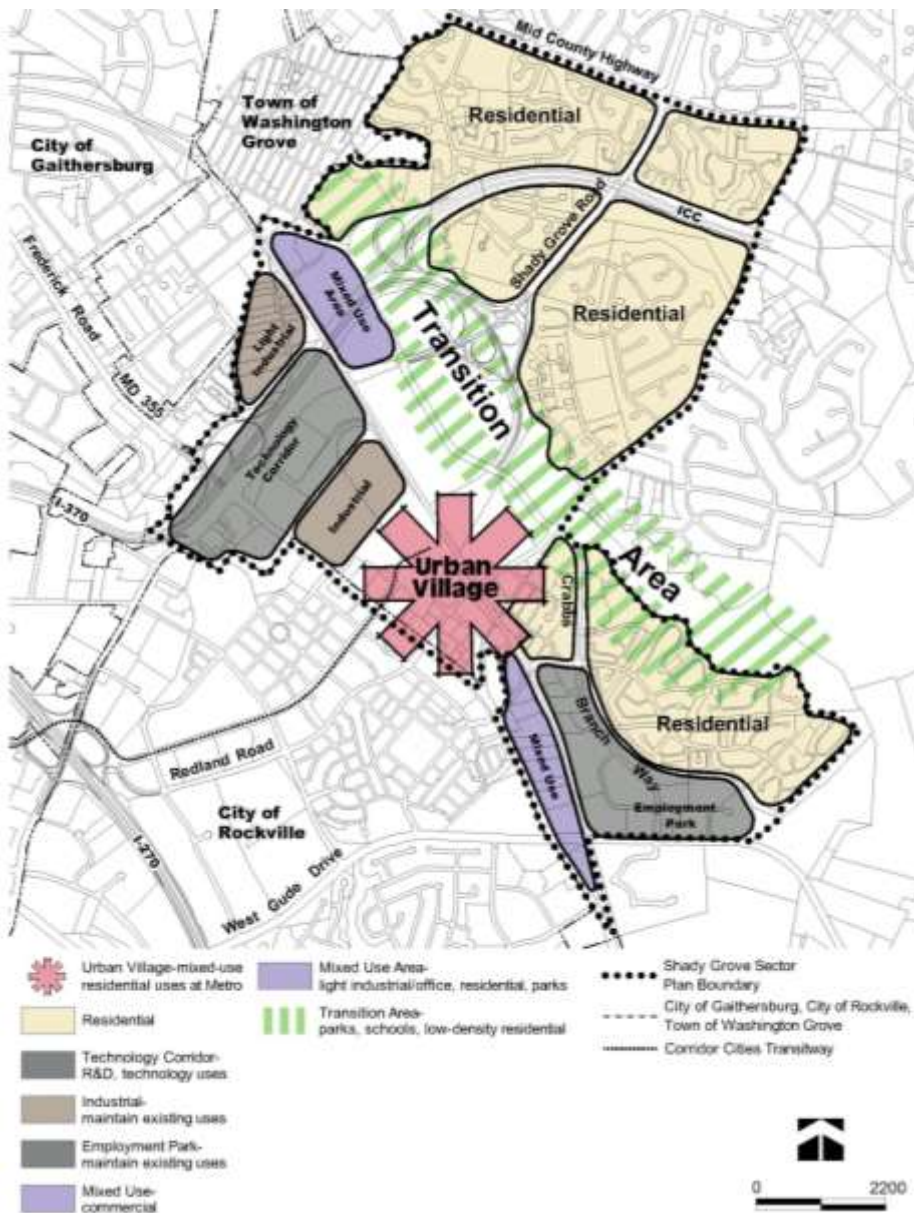 Mid County Highway
Town of
Washington
Grove
Residential
City of
Gaithersburg
ICC
Shady Grove Road
Frederick Road
MD 355
Mixed Use
Area
Light
Industrial
Residential
Transition
Technology
Corridor
I-370
Industrial
Urban
Village
Area
Crabbs
Branch
Way
Residential
Mixed Use
Employment
Park
Redland Road
City of
Rockville
I-270
West Gude Drive
Urban Village-mixed-use
residential uses at Metro
Residential
Technology Corridor-
R&D, technology uses
Industrial-
maintain existing uses
Employment Park-
maintain existing uses
Mixed Use-
commercial
Mixed Use Area-
light industrial/office, residential, parks
Transition Area-
parks, schools, low-density residential
Shady Grove Sector
Plan Boundary
City of Gaithersburg, City of Rockville,
Town of Washington Grove
Corridor Cities Transitway
0 2200